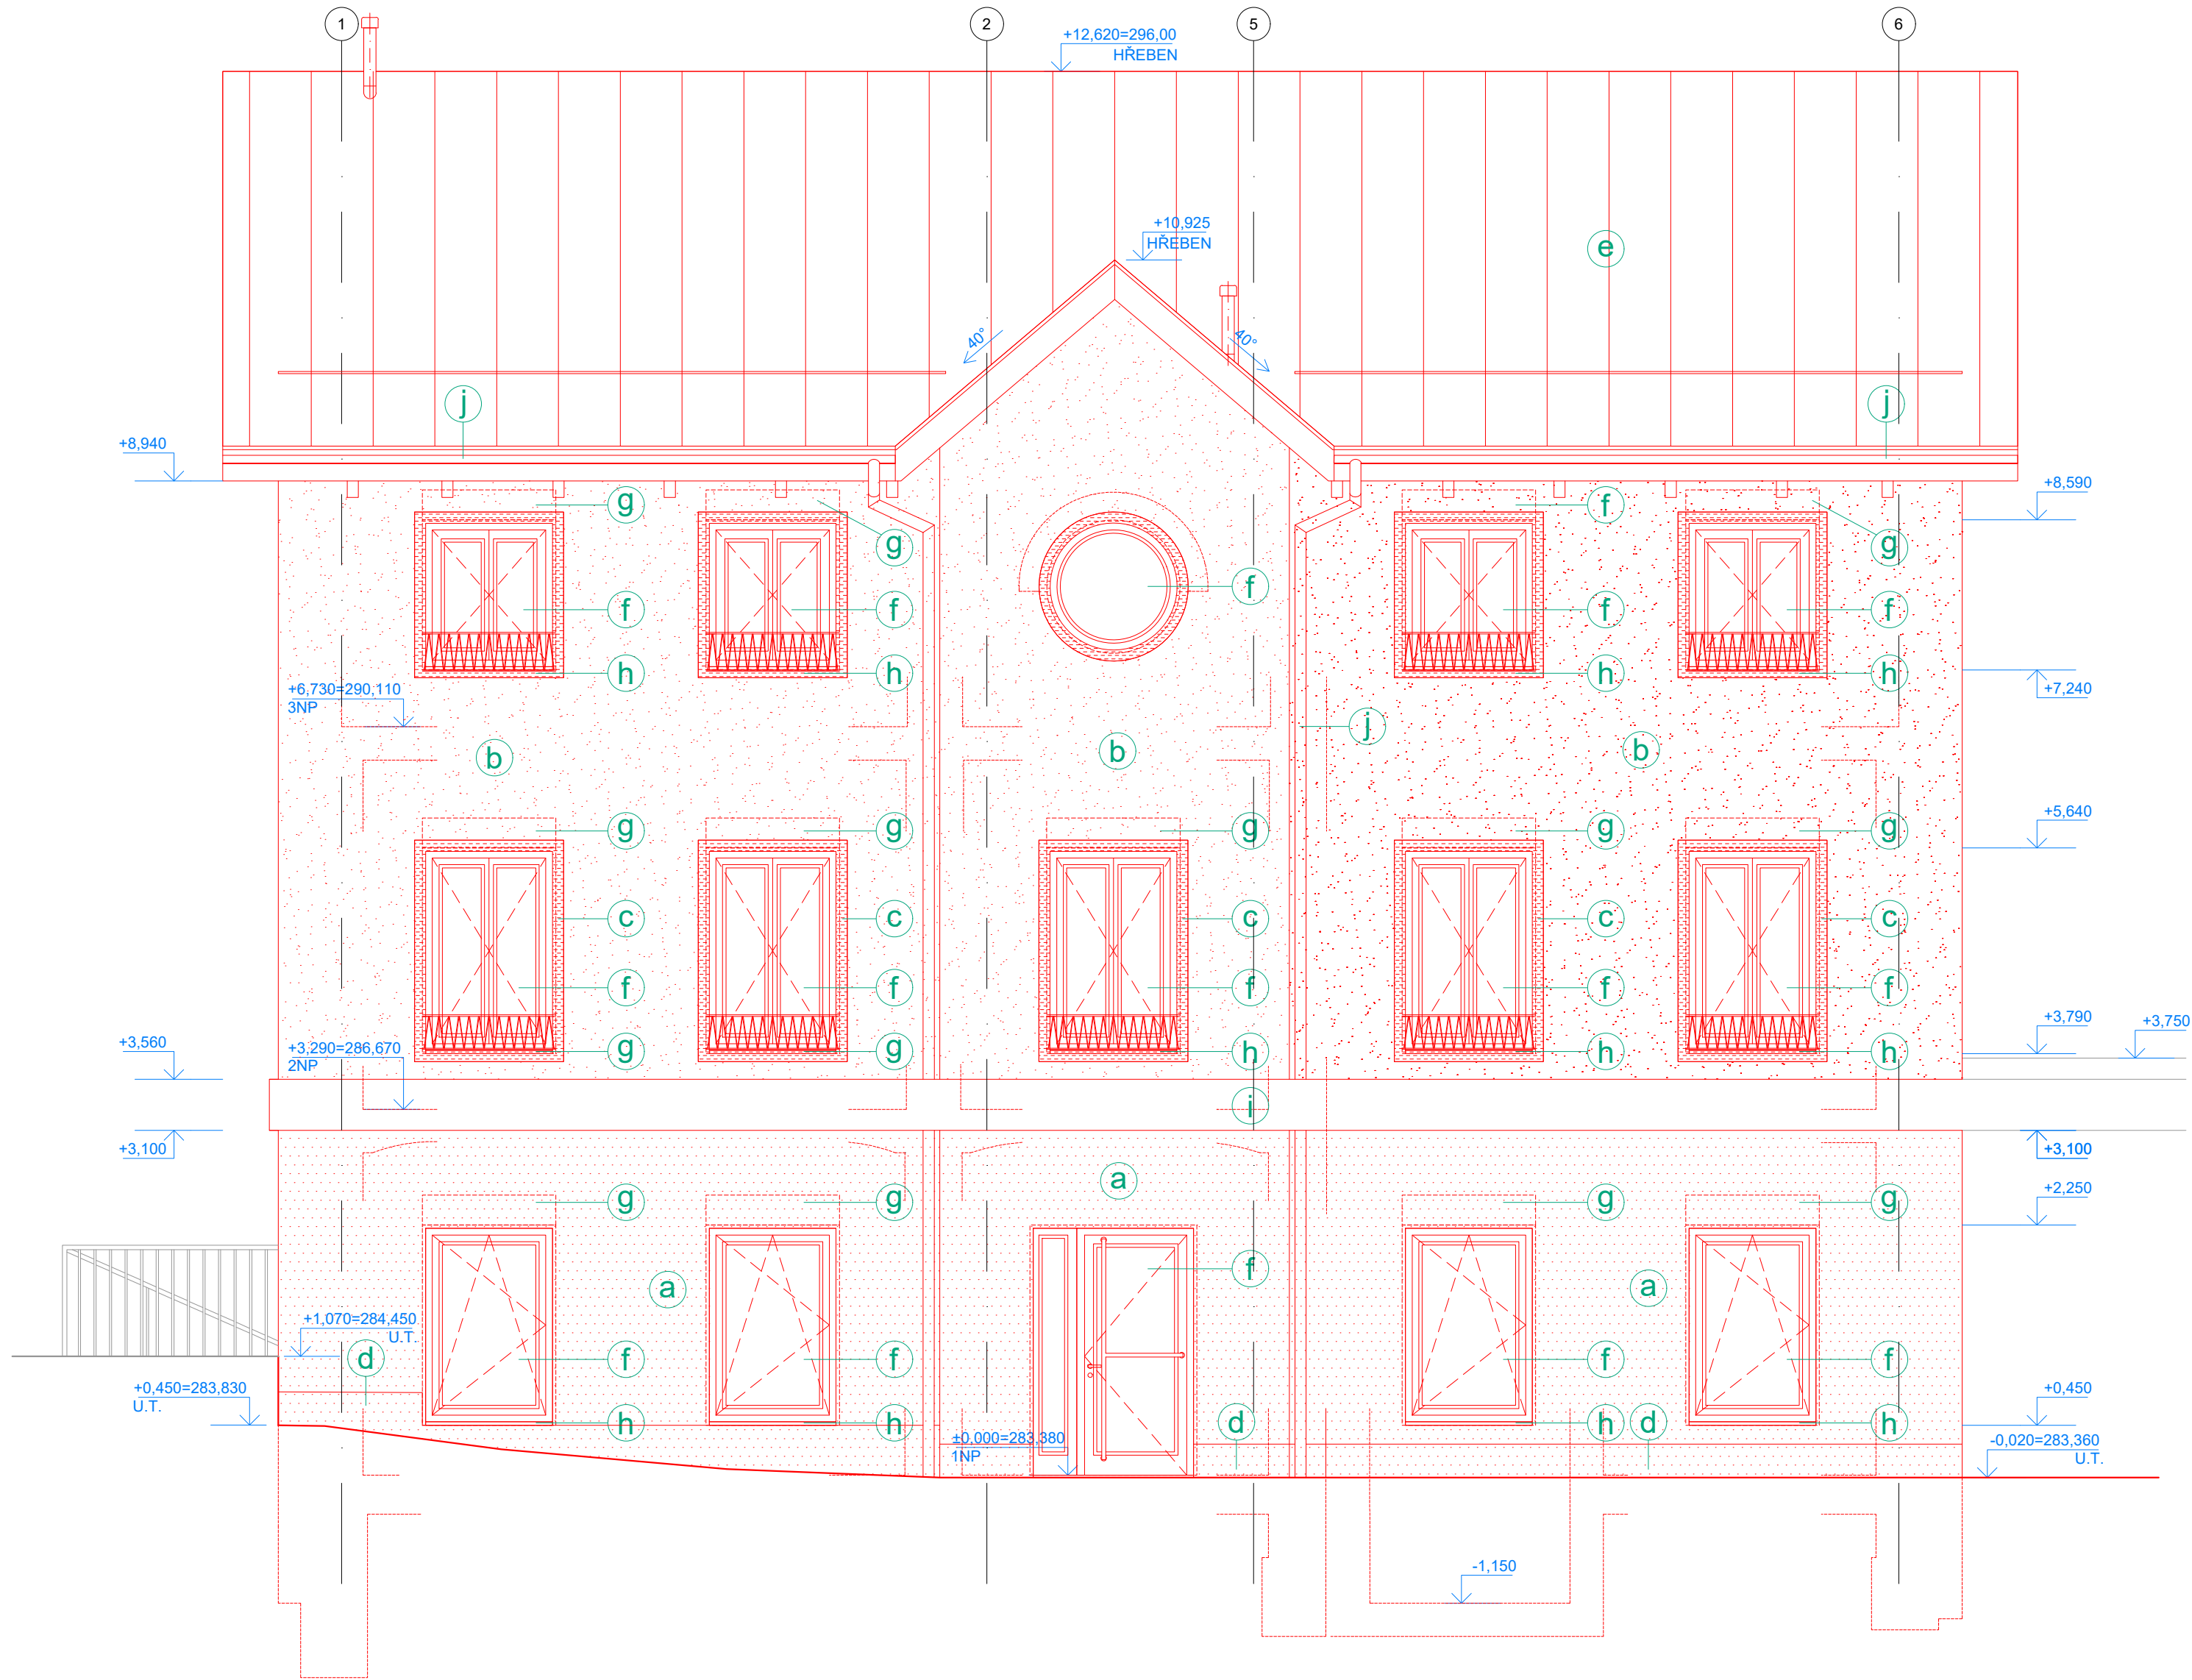 1
2
5
6
+12,620=296,00
HŘEBEN
+10,925
HŘEBEN
e
40°
40°
j
j
+8,940
+8,590
g
f
g
g
f
f
f
f
f
h
h
h
h
+7,240
+6,730=290,110
3NP
j
b
b
b
+5,640
g
g
g
g
g
c
c
c
c
c
f
f
f
f
f
+3,790
+3,750
+3,560
+3,290=286,670
2NP
g
g
h
h
h
i
+3,100
+3,100
a
g
g
g
g
+2,250
f
a
a
+1,070=284,450
U.T.
d
f
f
f
f
+0,450=283,830
U.T.
+0,450
h
h
d
h
d
h
±0,000=283,380
1NP
-0,020=283,360
U.T.
-1,150